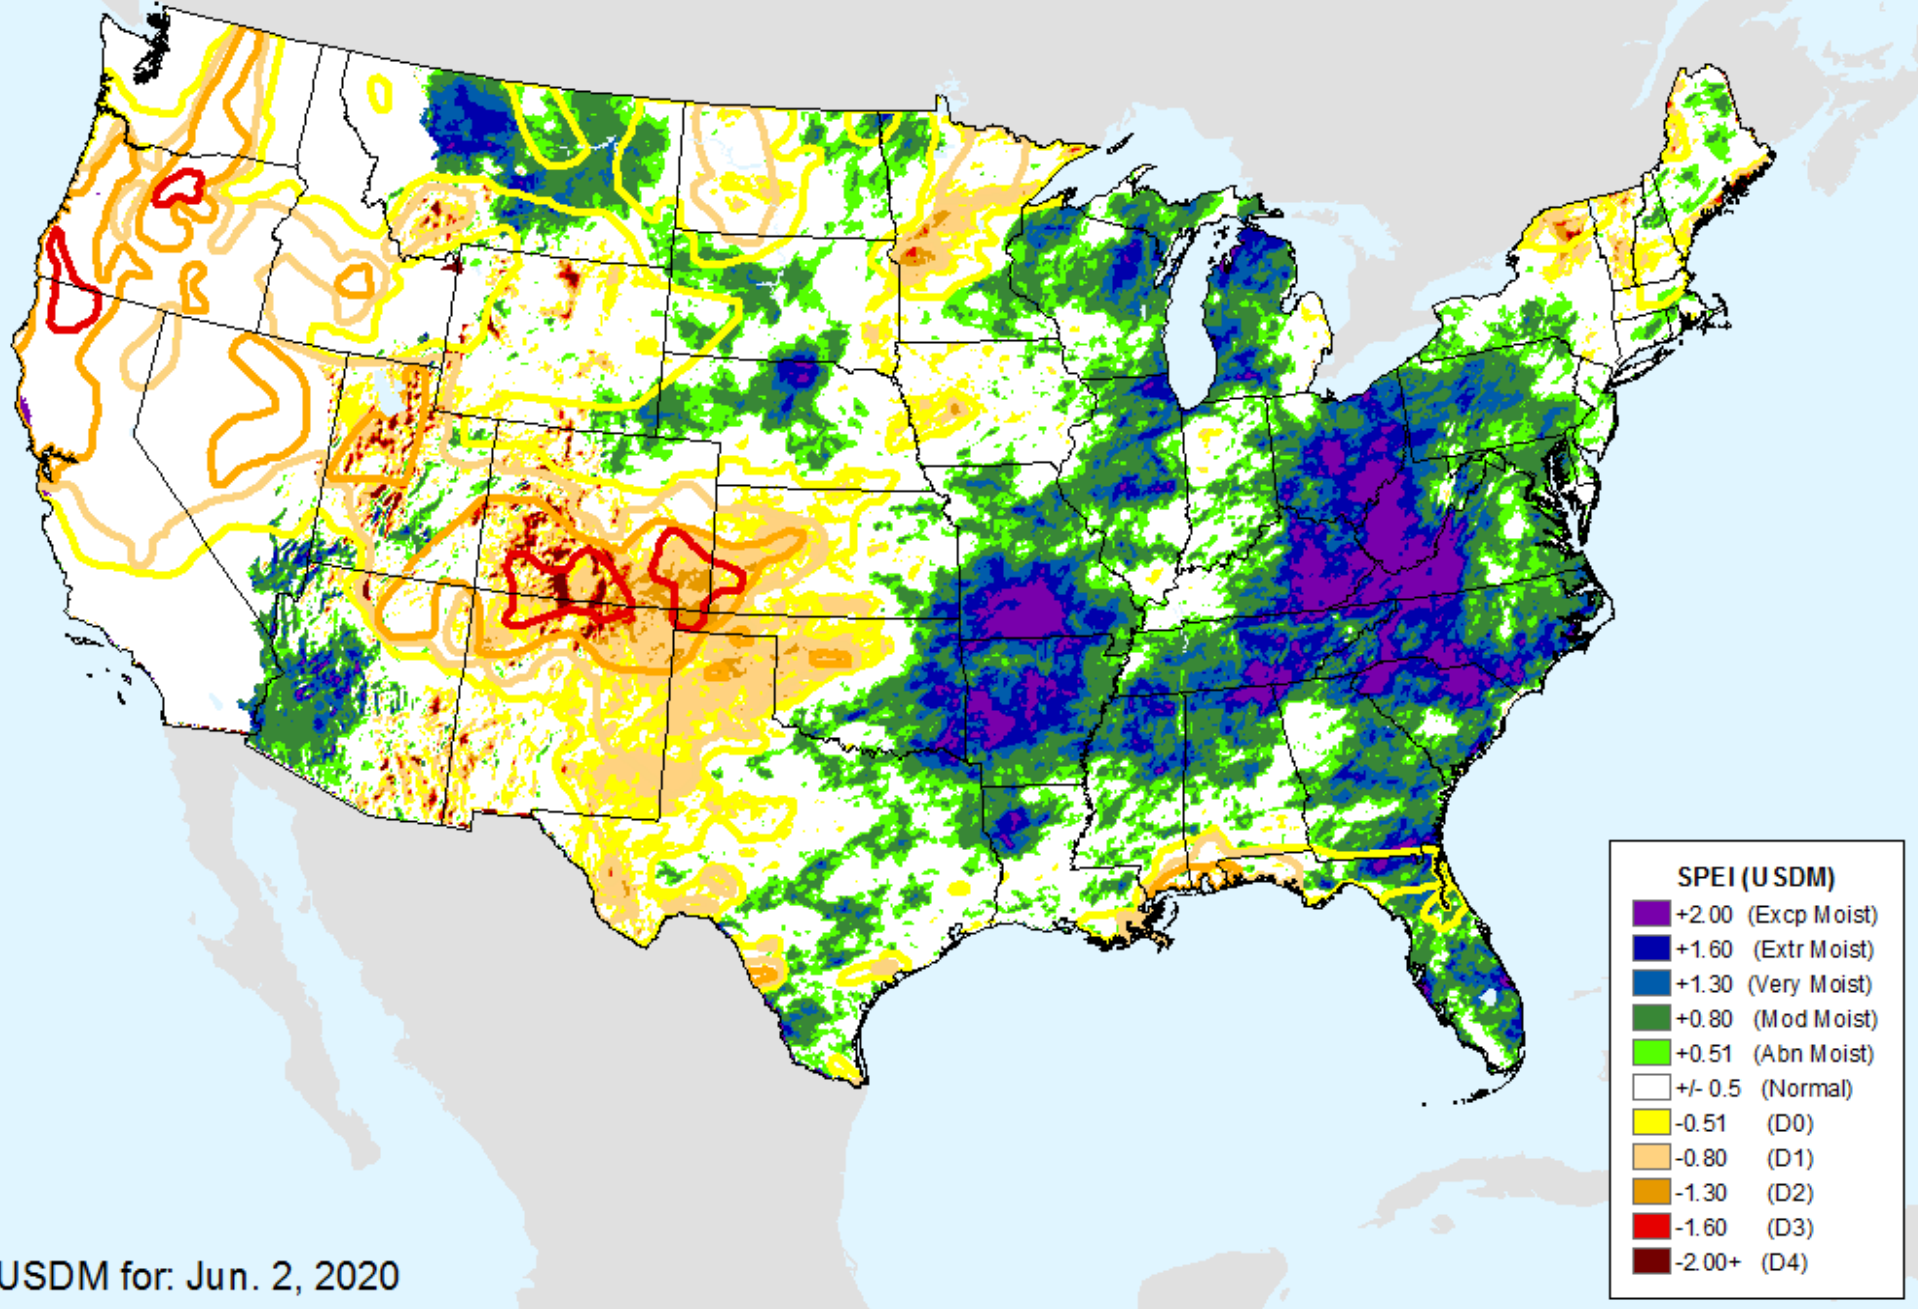 SPEI (USDM)
+2.00 (Excp Moist)
+1.60 (Extr Moist)
+1.30 (Very Moist)
+0.80 (Mod Moist)
+0.51 (Abn Moist)
+/- 0.5 (Normal)
-0.51 (D0)
-0.80 (D1)
-1.30 (D2)
-1.60 (D3)
-2.00+ (D4)
USDM for: Jun. 2, 2020